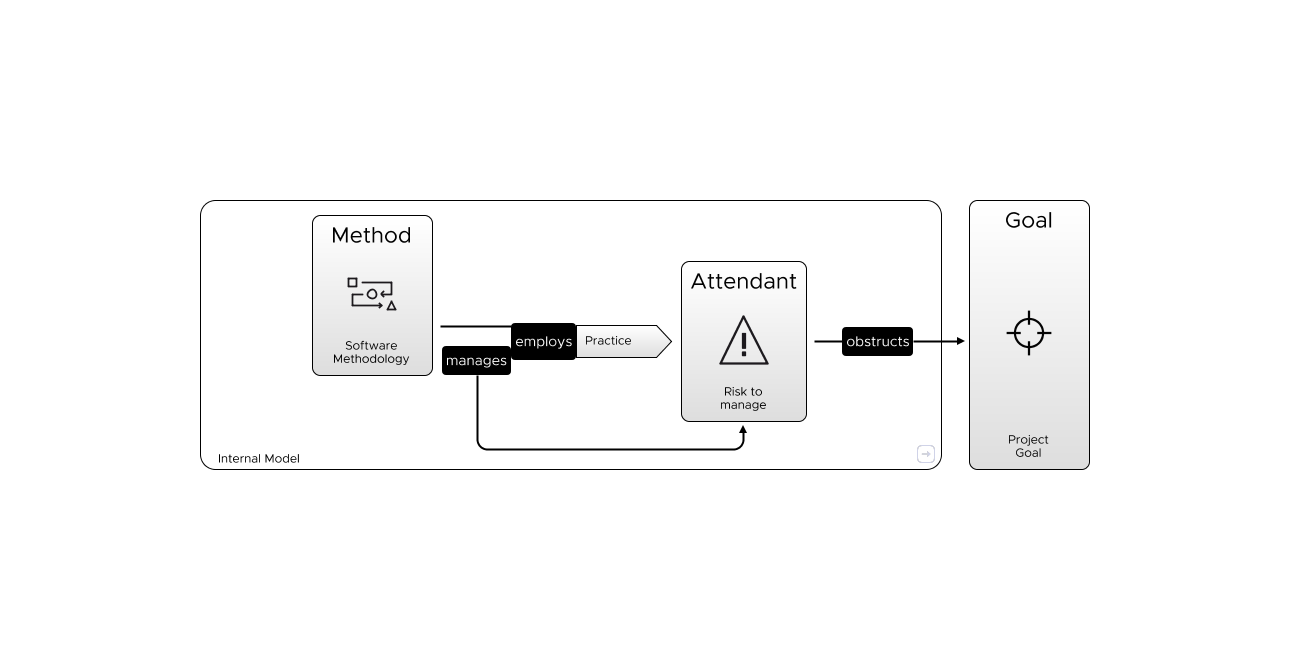 Method
Software
Methodology
employs
Practice
manages
Attendant
Risk to
manage
obstructs
Goal
Project
Goal
Internal Model